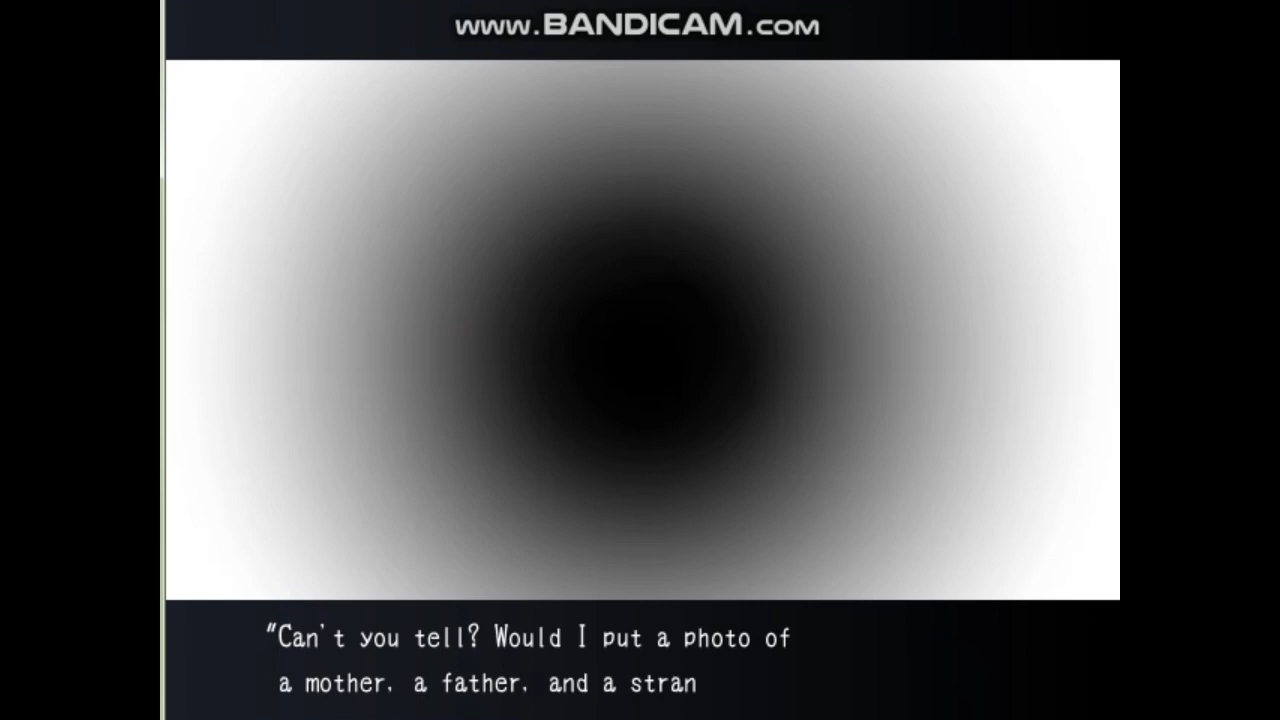 www.BANDICAM.COM
"Can't you tell? Would I put a photo of
a mother, a father, and a stran